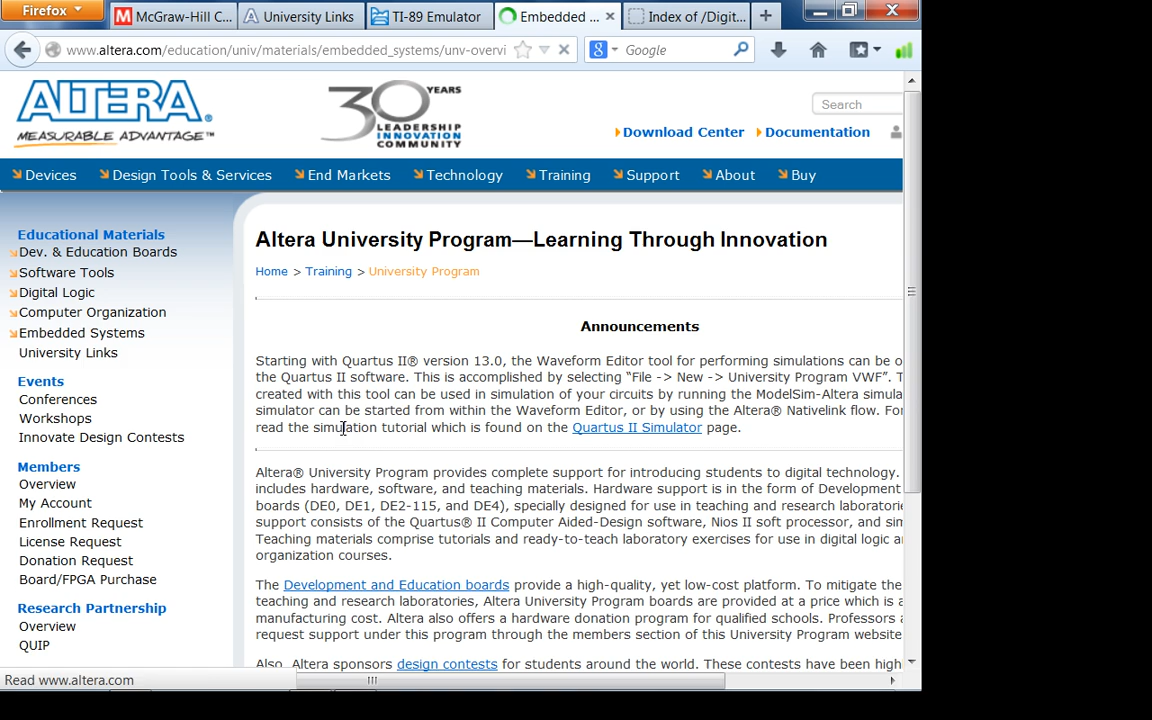 Firefox
McGraw-Hill C...
University Links
TI-89 Emulator
Embedded ...
Index of /Digit...
www.altera.com/education/univ/materials/embedded_systems/unv-overvi
Google
ALTERA®
MEASURABLE ADVANTAGE™
30 YEARS
LEADERSHIP
INNOVATION
COMMUNITY
Search
Download Center
Documentation
Devices
Design Tools & Services
End Markets
Technology
Training
Support
About
Buy
Educational Materials
Dev. & Education Boards
Software Tools
Digital Logic
Computer Organization
Embedded Systems
University Links
Events
Conferences
Workshops
Innovate Design Contests
Members
Overview
My Account
Enrollment Request
License Request
Donation Request
Board/FPGA Purchase
Research Partnership
Overview
QUIP
Altera University Program—Learning Through Innovation
Home > Training > University Program
Announcements
Starting with Quartus II® version 13.0, the Waveform Editor tool for performing simulations can be o
the Quartus II software. This is accomplished by selecting “File -> New -> University Program VWF”. T
created with this tool can be used in simulation of your circuits by running the ModelSim-Altera simula
simulator can be started from within the Waveform Editor, or by using the Altera® Nativelink flow. For
read the simulation tutorial which is found on the Quartus II Simulator page.
Altera® University Program provides complete support for introducing students to digital technology.
includes hardware, software, and teaching materials. Hardware support is in the form of Development
boards (DE0, DE1, DE2-115, and DE4), specially designed for use in teaching and research laboratorie
support consists of the Quartus® II Computer Aided-Design software, Nios II soft processor, and sim
Teaching materials comprise tutorials and ready-to-teach laboratory exercises for use in digital logic a
organization courses.
The Development and Education boards provide a high-quality, yet low-cost platform. To mitigate the
teaching and research laboratories, Altera University Program boards are provided at a price which is a
manufacturing cost. Altera also offers a hardware donation program for qualified schools. Professors a
request support under this program through the members section of this University Program website
Also, Altera sponsors design contests for students around the world. These contests have been high
Read www.altera.com